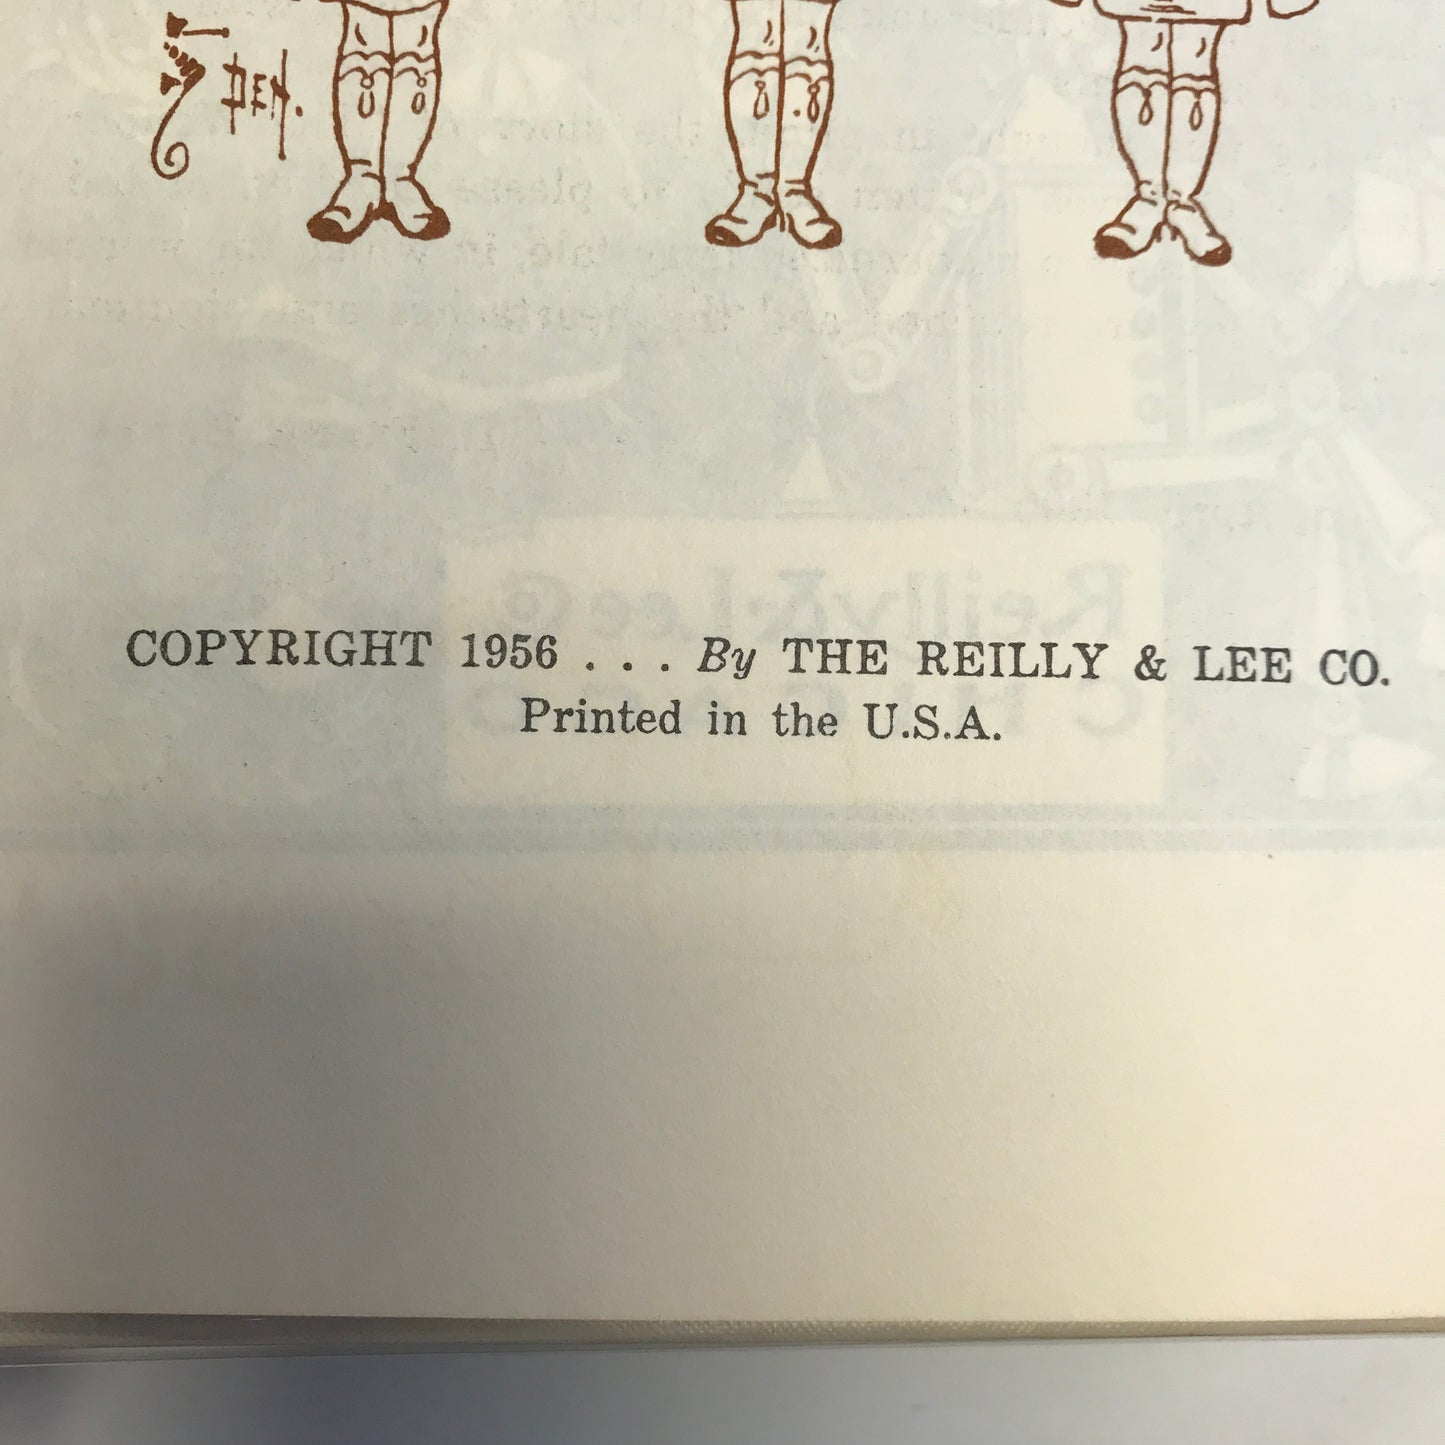 DEN.
COPYRIGHT 1956 . . . By THE REILLY & LEE CO.
Printed in the U.S.A.